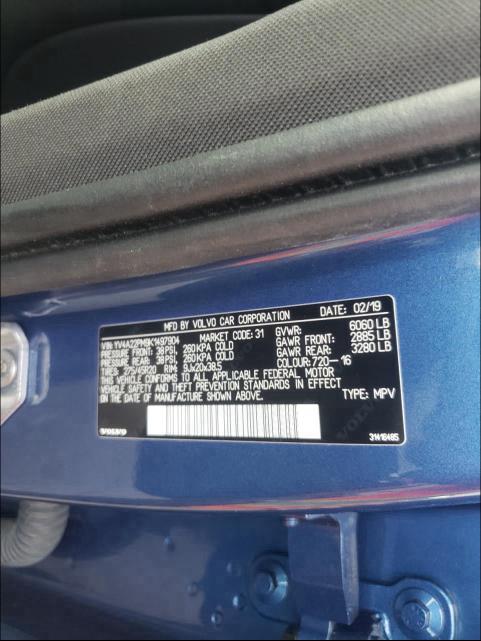 MFD BY VOLVO CAR CORPORATION DATE: 02/19
VIN: YV4A22PM9K1497904 MARKET CODE: 31 GVWR: 6060 LB
PRESSURE FRONT: 38 PSI, 260 KPA COLD GAWR FRONT: 2885 LB
PRESSURE REAR: 38 PSI, 260 KPA COLD GAWR REAR: 3280 LB
TIRES: 275/45R20 RIM: 9Jx20x38.5 COLOUR: 720-16
THIS VEHICLE CONFORMS TO ALL APPLICABLE FEDERAL MOTOR
VEHICLE SAFETY AND THEFT PREVENTION STANDARDS IN EFFECT
ON THE DATE OF MANUFACTURE SHOWN ABOVE. TYPE: MPV
VOLVO VOLVO 31418485